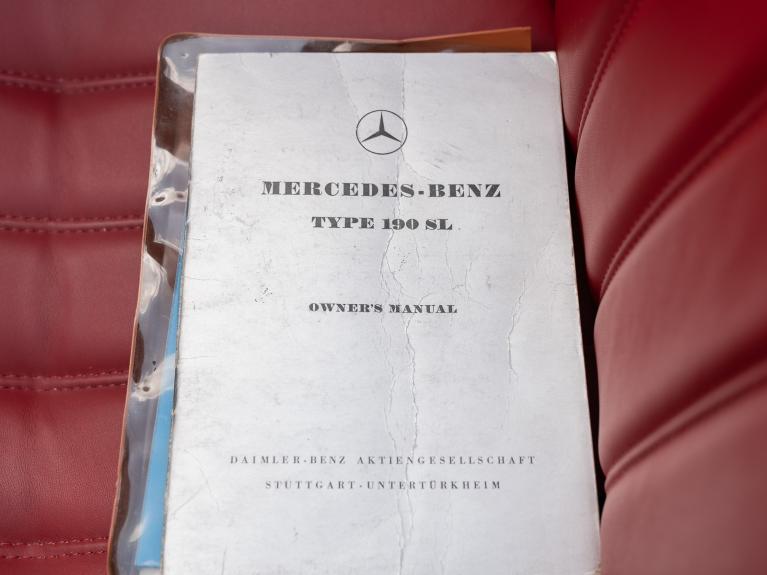 MERCEDES-BENZ
TYPE 190 SL
OWNER'S MANUAL
DAIMLER-BENZ AKTIENGESELLSCHAFT
STUTTGART-UNTERTÜRKHEIM